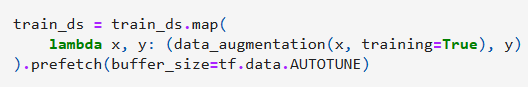 train_ds = train_ds.map(
    lambda x, y: (data_augmentation(x, training=True), y)
).prefetch(buffer_size=tf.data.AUTOTUNE)